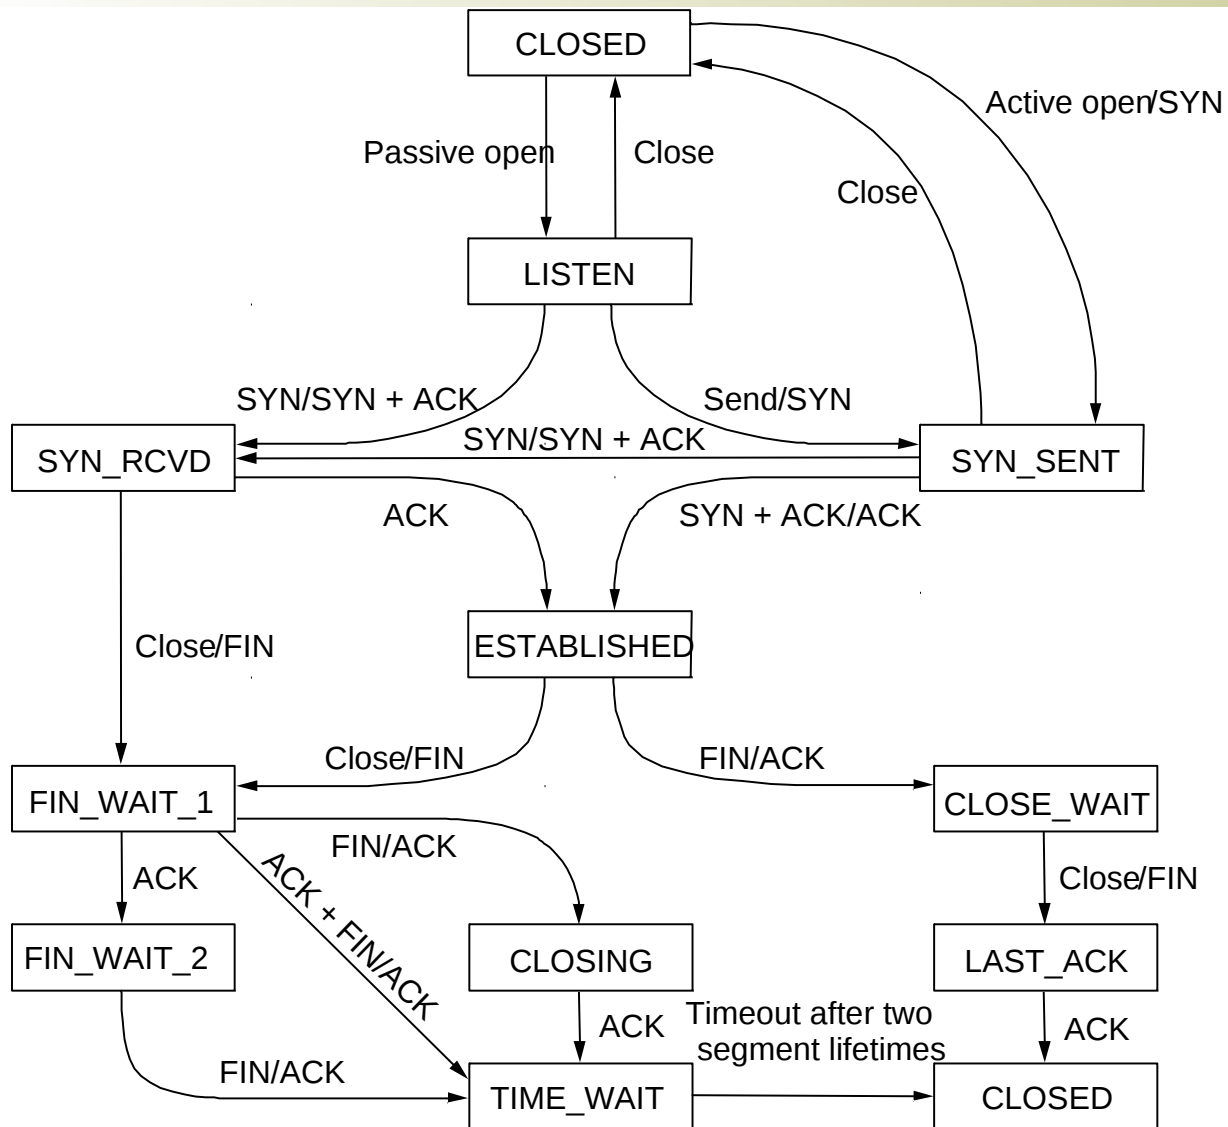 CLOSED
Active open/SYN
Passive open
Close
Close
LISTEN
SYN/SYN + ACK
Send/SYN
SYN/SYN + ACK
SYN_RCVD
SYN_SENT
ACK
SYN + ACK/ACK
Close/FIN
ESTABLISHED
Close/FIN
FIN/ACK
FIN_WAIT_1
CLOSE_WAIT
FIN/ACK
ACK
ACK + FIN/ACK
Close/FIN
FIN_WAIT_2
CLOSING
LAST_ACK
ACK
Timeout after two
segment lifetimes
ACK
FIN/ACK
TIME_WAIT
CLOSED